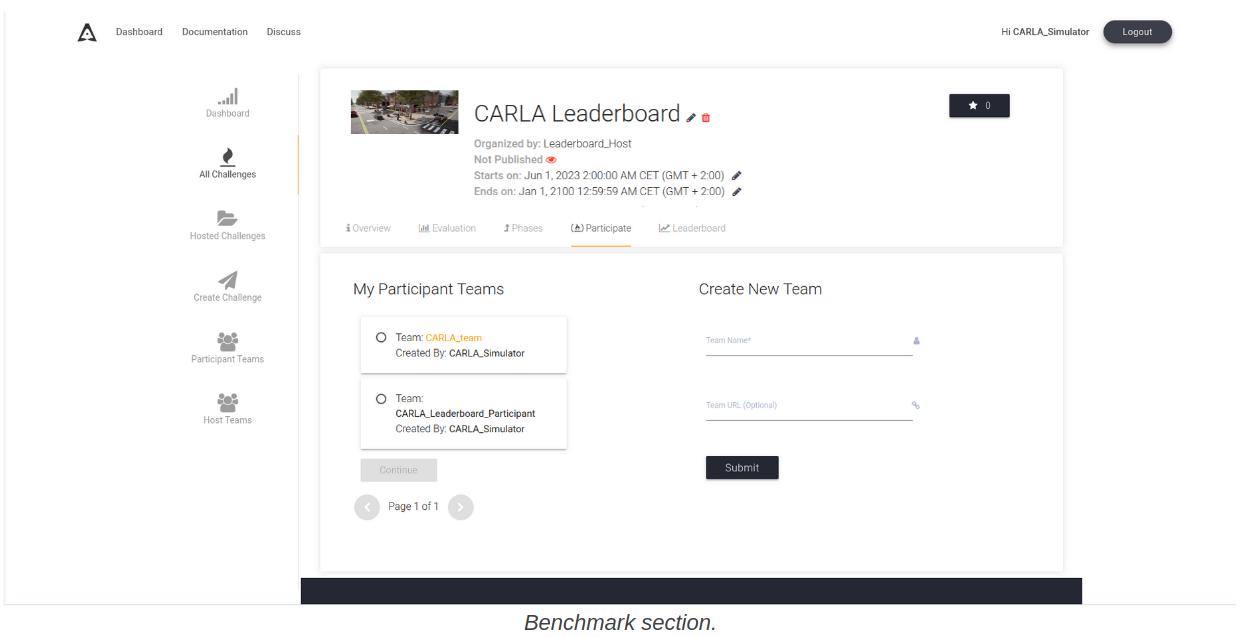 Dashboard Documentation Discuss
Hi CARLA_Simulator Logout
Dashboard
All Challenges
Hosted Challenges
Create Challenge
Participant Teams
Host Teams
CARLA Leaderboard
0
Organized by: Leaderboard_Host
Not Published
Starts on: Jun 1, 2023 2:00:00 AM CET (GMT + 2:00)
Ends on: Jan 1, 2100 12:59:59 AM CET (GMT + 2:00)
Overview Evaluation Phases Participate Leaderboard
My Participant Teams
Team: CARLA_team
Created By: CARLA_Simulator
Team:
CARLA_Leaderboard_Participant
Created By: CARLA_Simulator
Continue
Page 1 of 1
Create New Team
Team Name*
Team URL (Optional)
Submit
Benchmark section.